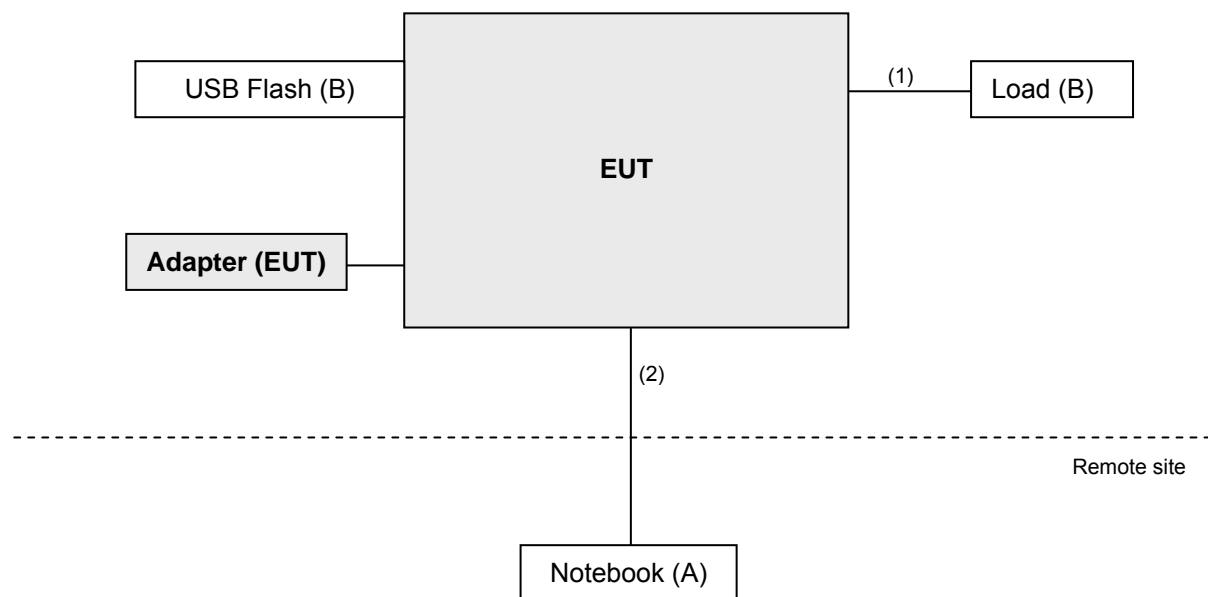 USB Flash (B)
(1)
Load (B)
EUT
Adapter (EUT)
(2)
Remote site
Notebook (A)